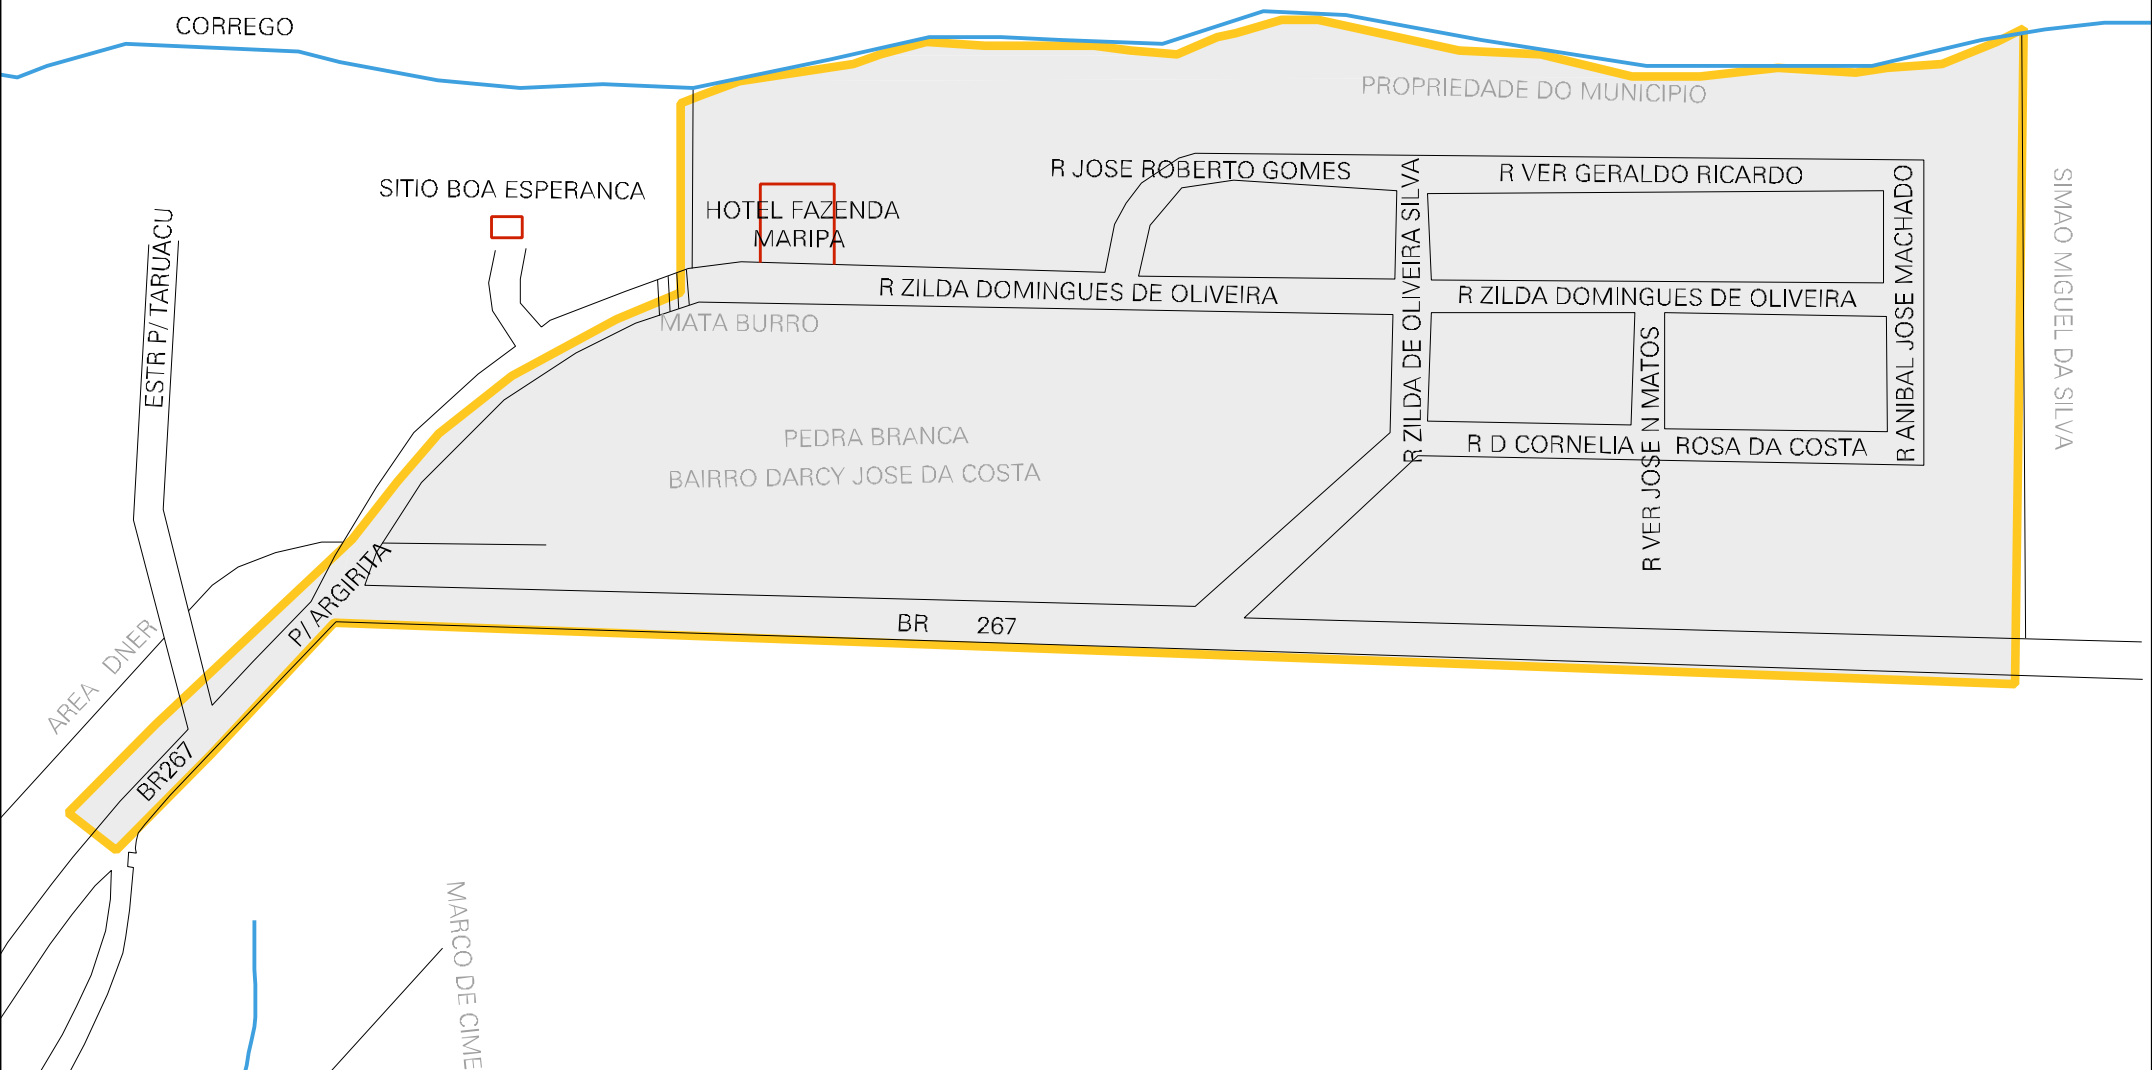 CORREGO
PROPRIEDADE DO MUNICIPIO
SITIO BOA ESPERANCA
R JOSE ROBERTO GOMES
R VER GERALDO RICARDO
HOTEL FAZENDA
MARIPA
ESTR P/ TARUACU
R ZILDA DOMINGUES DE OLIVEIRA
R ZILDA DE OLIVEIRA SILVA
R ZILDA DOMINGUES DE OLIVEIRA
R ANIBAL JOSE MACHADO
SIMAO MIGUEL DA SILVA
MATA BURRO
R VER JOSE N MATOS
PEDRA BRANCA
BAIRRO DARCY JOSE DA COSTA
R D CORNELIA ROSA DA COSTA
P/ ARGIRITA
BR 267
AREA DNER
BR267
MARCO DE CIME